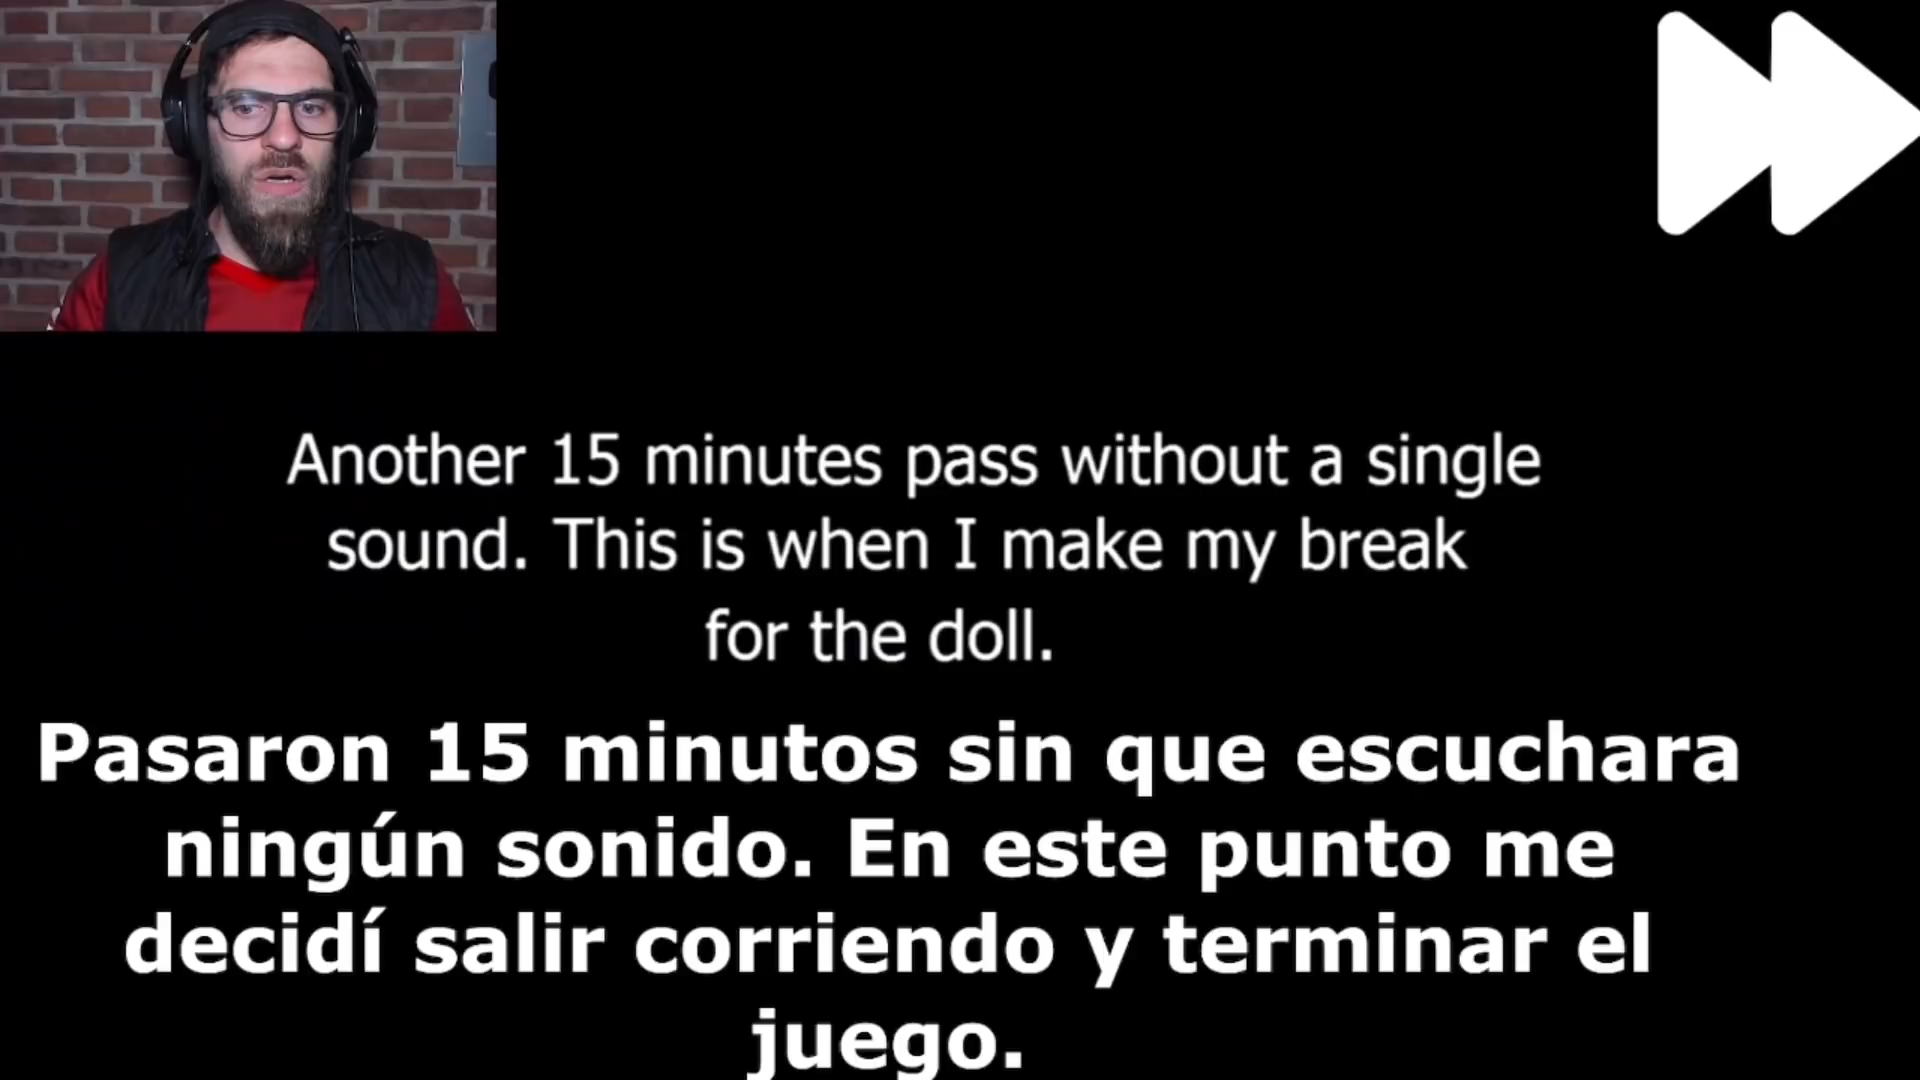 Another 15 minutes pass without a single
sound. This is when I make my break
for the doll.
Pasaron 15 minutos sin que escuchara
ningún sonido. En este punto me
decidí salir corriendo y terminar el
juego.